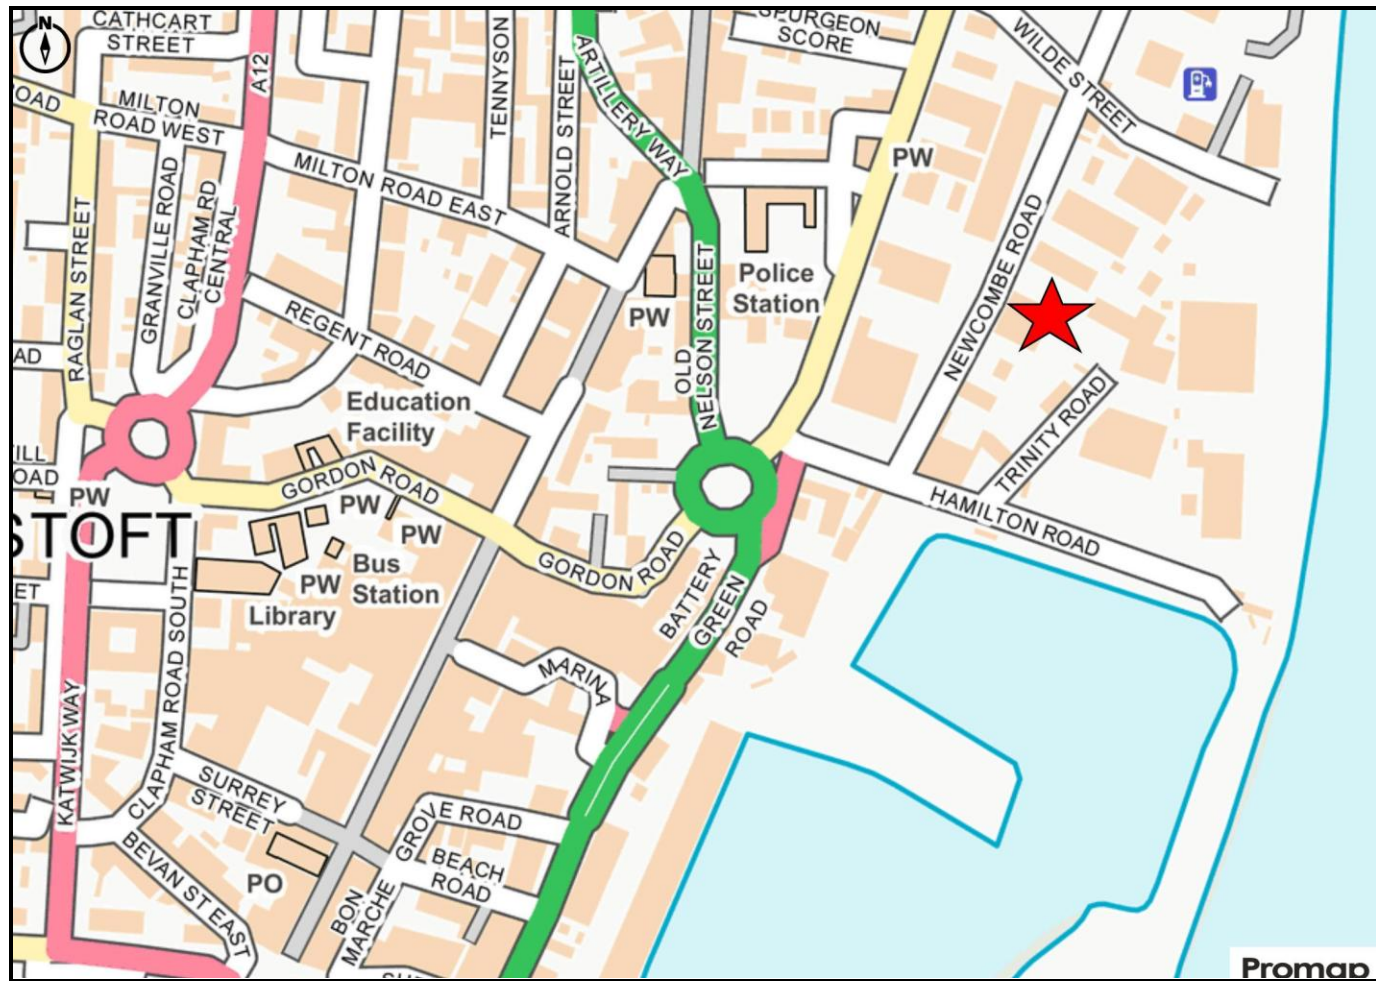 N
CATHCART
STREET
A12
TENNYSON
ARNOLD STREET
ARTILLERY WAY
SPURGEON
SCORE
WILDE STREET
ROAD
MILTON
ROAD WEST
MILTON ROAD EAST
PW
RAGLAN STREET
GRANVILLE ROAD
CLAPHAM RD
CENTRAL
REGENT ROAD
PW
OLD
NELSON STREET
Police
Station
NEWCOMBE ROAD
AD
Education
Facility
TRINITY ROAD
ILL
OAD
PW
GORDON ROAD
PW
PW
HAMILTON ROAD
STOFT
Bus
Station
PW
Library
GORDON ROAD
BATTERY
GREEN
ROAD
ET
CLAPHAM ROAD SOUTH
MARINA
KATWIJK WAY
SURREY
STREET
GROVE ROAD
BEACH
ROAD
BEVAN ST EAST
PO
BON
MARCHE
Promap